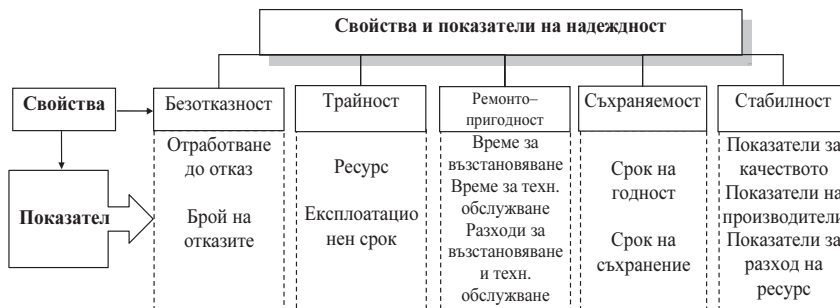 Свойства и показатели на надеждност
Свойства
Безотказност
Трайност
Ремонто–
пригодност
Съхраняемост
Стабилност
Показател
Отработване
до отказ
Брой на
отказите
Ресурс
Експлоатацио
нен срок
Време за
възстановяване
Време за техн.
обслужване
Разходи за
възстановяване
и техн.
обслужване
Срок на
годност
Срок на
съхранение
Показатели за
качеството
Показатели на
производители
Показатели за
разход на
ресурс